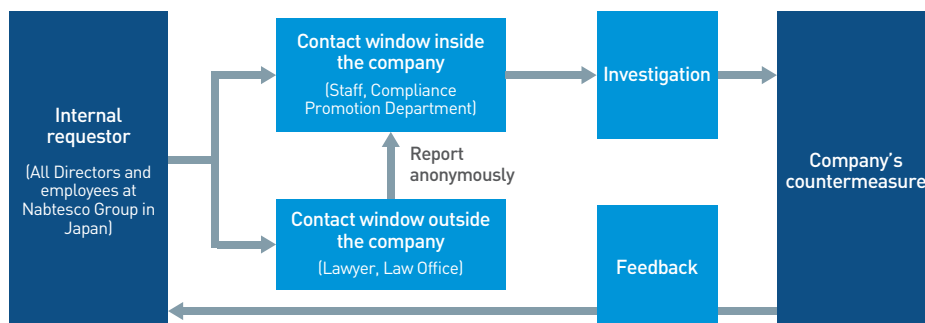 Internal
requestor
(All Directors and
employees at
Nabtesco Group in
Japan)
Contact window inside
the company
(Staff, Compliance
Promotion Department)
Report
anonymously
Contact window outside
the company
(Lawyer, Law Office)
Investigation
Feedback
Company's
countermeasure